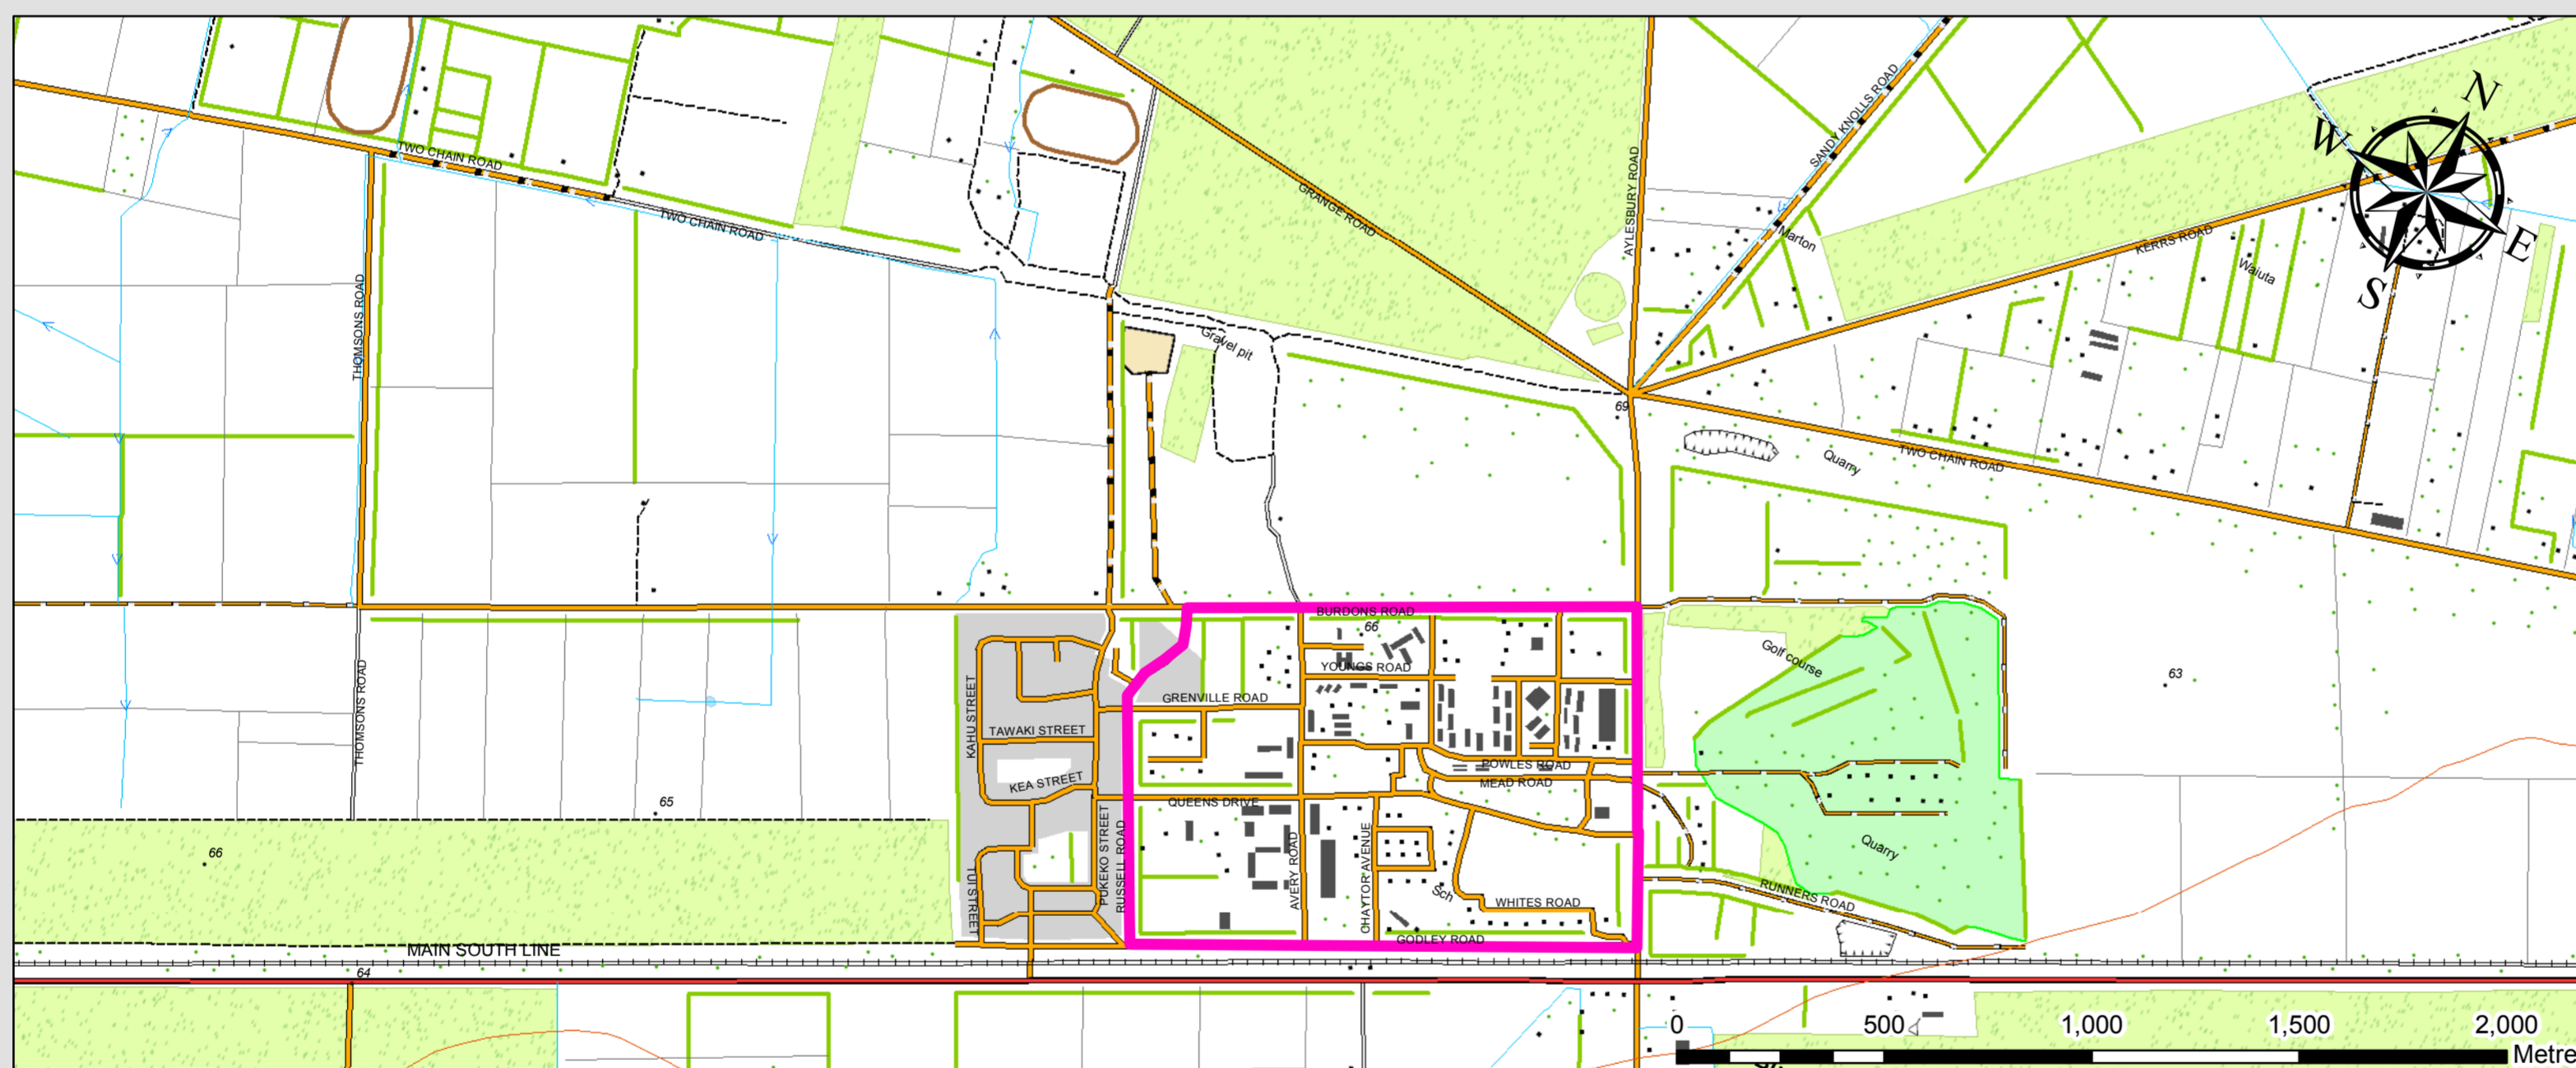 N
SANDY KNOLLS ROAD
W
TWO CHAIN ROAD
GRANGE ROAD
AYLESBURY ROAD
TWO CHAIN ROAD
Marton
KERRS ROAD
E
Waiuta
S
THOMSONS ROAD
Gravel pit
69
Quarry
TWO CHAIN ROAD
BURDONS ROAD
66
YOUNGS ROAD
Golf course
63
KAHU STREET
GRENVILLE ROAD
THOMSONS ROAD
TAWAKI STREET
POWLES ROAD
KEA STREET
MEAD ROAD
65
QUEENS DRIVE
66
PUKEKO STREET
RUSSELL ROAD
AVERY ROAD
CHAYTOR AVENUE
Quarry
TUI STREET
Sch
WHITES ROAD
RUNNERS ROAD
GODLEY ROAD
MAIN SOUTH LINE
64
0 500 1,000 1,500 2,000
Metre